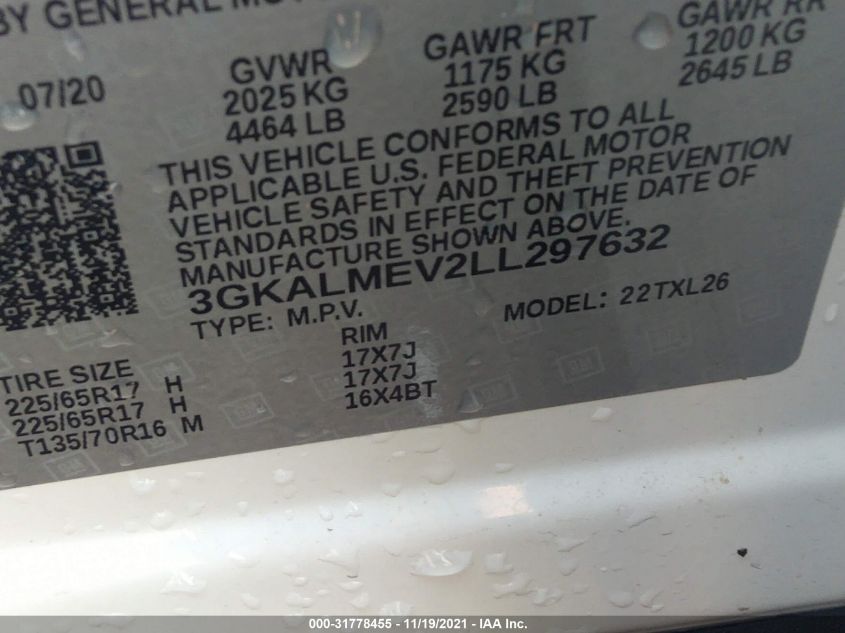 BY GENERAL MOTO
07/20
GVWR
2025 KG
4464 LB
GAWR FRT
1175 KG
2590 LB
GAWR RR
1200 KG
2645 LB
THIS VEHICLE CONFORMS TO ALL
APPLICABLE U.S. FEDERAL MOTOR
VEHICLE SAFETY AND THEFT PREVENTION
STANDARDS IN EFFECT ON THE DATE OF
MANUFACTURE SHOWN ABOVE.
3GKALMEV2LL297632
TYPE: M.P.V.
MODEL: 22TXL26
TIRE SIZE
225/65R17 H
225/65R17 H
T135/70R16 M
RIM
17X7J
17X7J
16X4BT
000-31778455 - 11/19/2021 - IAA Inc.